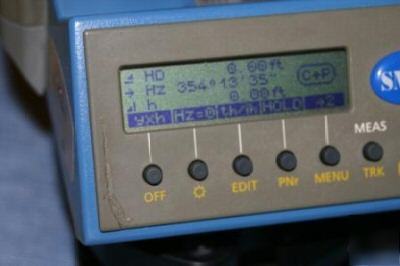 HD 0.00ft
Hz 354°13'35" C+P
h 0.00ft
yxh Hz=0 th/m HOLD →2
SM
MEAS
OFF EDIT PNr MENU TRK